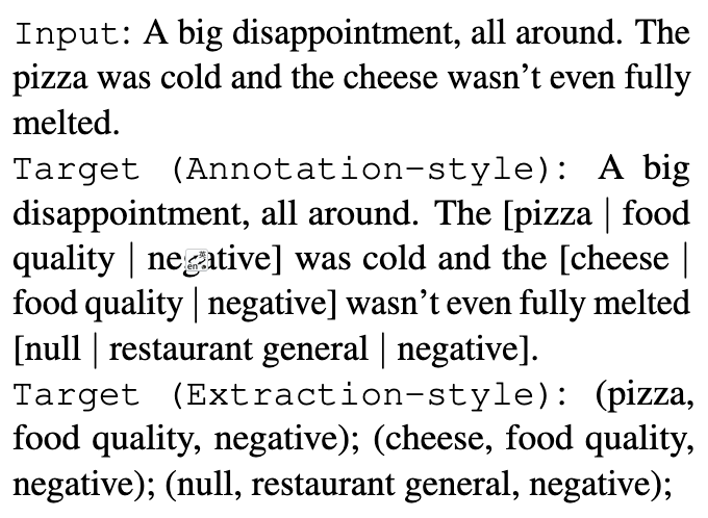 Input: A big disappointment, all around. The
pizza was cold and the cheese wasn’t even fully
melted.
Target (Annotation-style): A big
disappointment, all around. The [pizza | food
quality | negative] was cold and the [cheese |
food quality | negative] wasn’t even fully melted
[null | restaurant general | negative].
Target (Extraction-style): (pizza,
food quality, negative); (cheese, food quality,
negative); (null, restaurant general, negative);